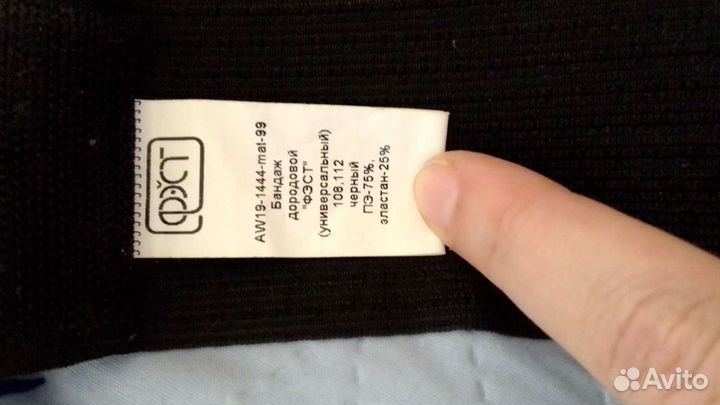 ФЭСТ
AW19-1444-mat-99
Бандаж
дородовой
"ФЭСТ"
(универсальный)
108,112
черный
ПЭ-75%,
эластан-25%
Avito